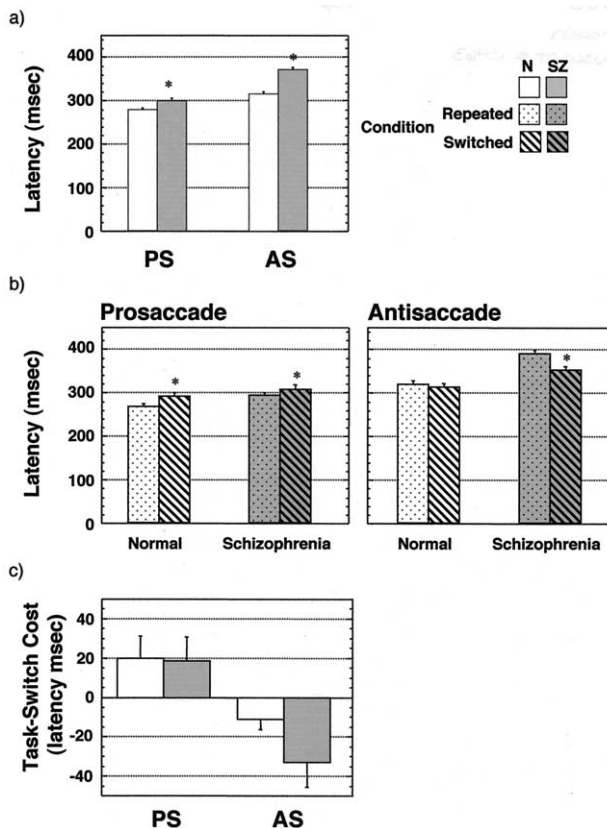 a)
400
300
200
100
0
Latency (msec)
PS AS
N SZ
Condition
Repeated
Switched
b)
Prosaccade Antisaccade
400
300
200
100
0
Latency (msec)
Normal Schizophrenia Normal Schizophrenia
c)
40
20
0
-20
-40
Task-Switch Cost
(latency msec)
PS AS